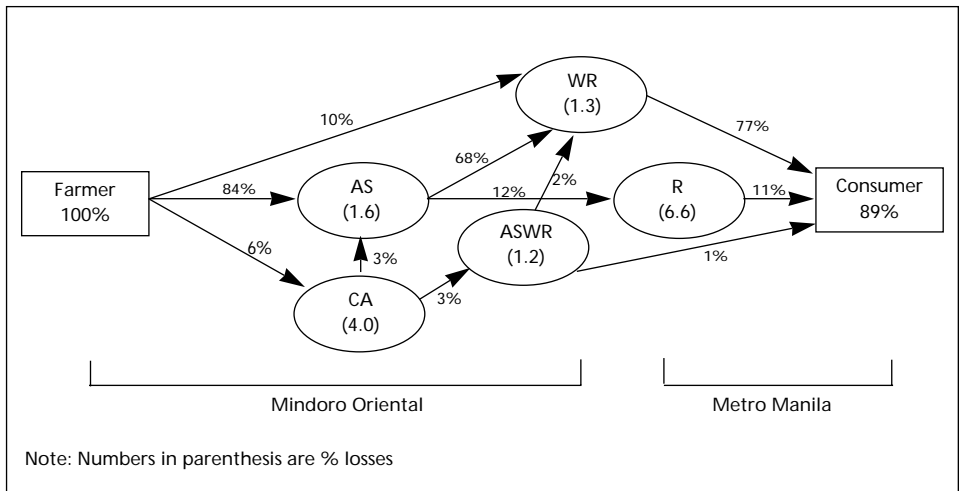 WR
(1.3)
10%
77%
68%
Farmer
100%
84%
AS
(1.6)
12%
2%
R
(6.6)
11%
Consumer
89%
6%
3%
ASWR
(1.2)
1%
CA
(4.0)
3%
Mindoro Oriental
Metro Manila
Note: Numbers in parenthesis are % losses